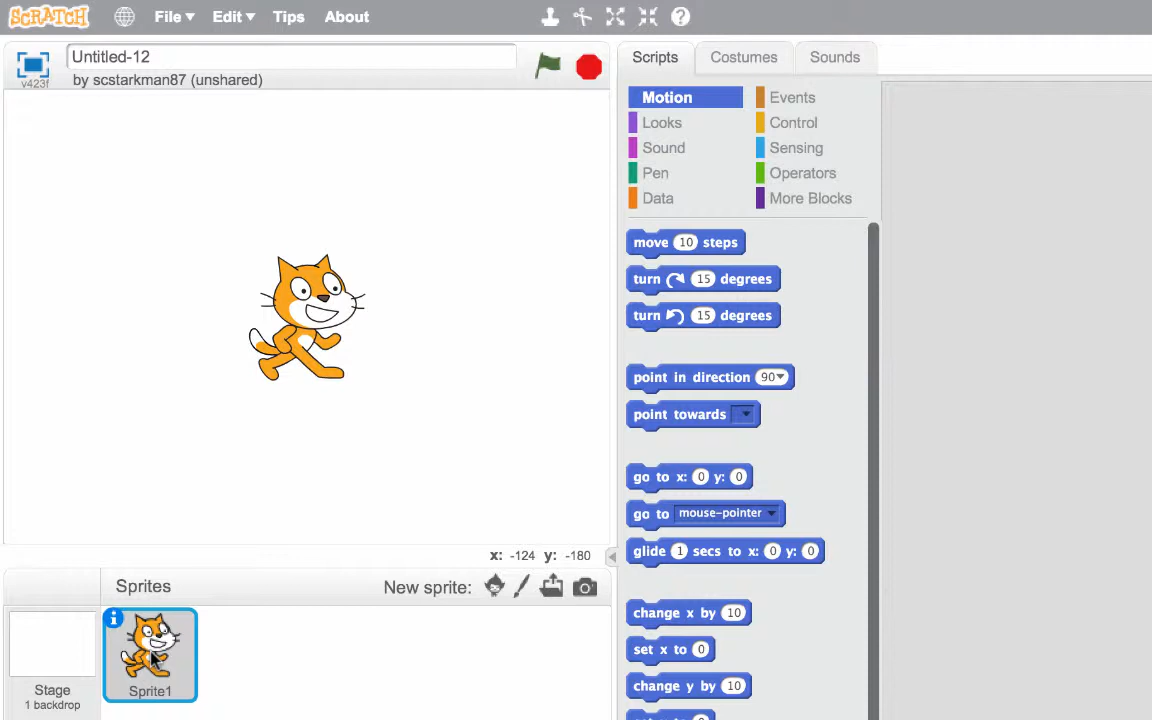 SCRATCH File Edit Tips About
v423f
Untitled-12
by scstarkman87 (unshared)
x: -124 y: -180
Sprites New sprite:
Stage
1 backdrop
Sprite1
Scripts Costumes Sounds
Motion Events
Looks Control
Sound Sensing
Pen Operators
Data More Blocks
move 10 steps
turn 15 degrees
turn 15 degrees
point in direction 90
point towards
go to x: 0 y: 0
go to mouse-pointer
glide 1 secs to x: 0 y: 0
change x by 10
set x to 0
change y by 10